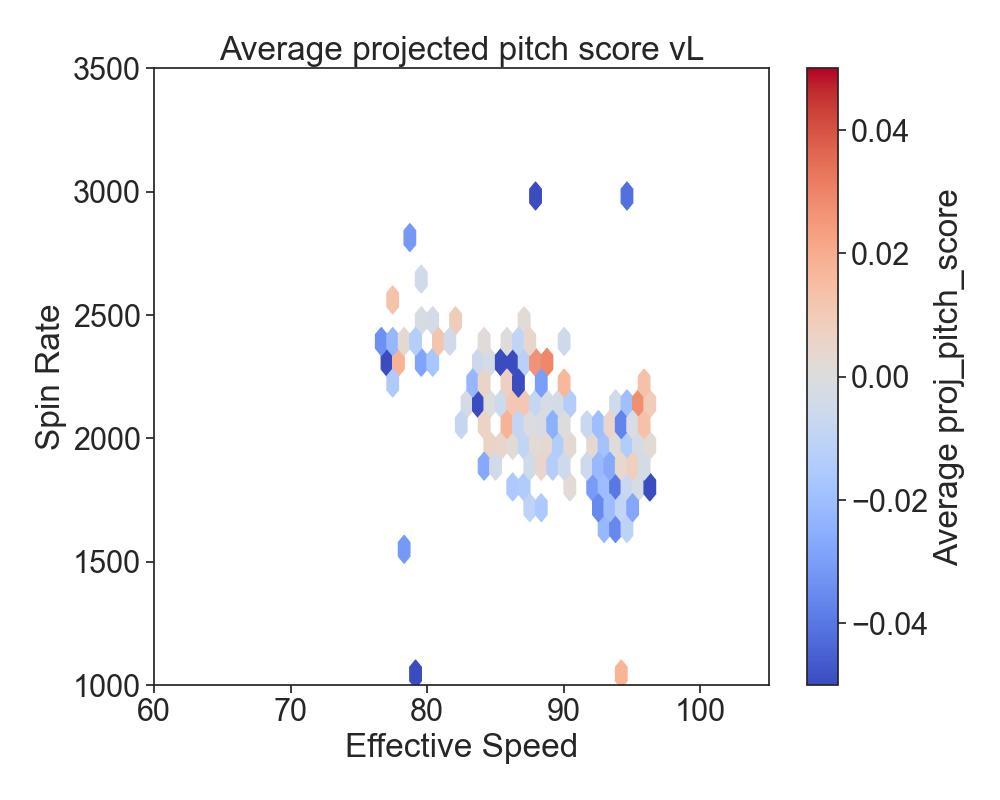 Average projected pitch score vL
3500
3000
2500
2000
1500
1000
Spin Rate
60 70 80 90 100
Effective Speed
0.04
0.02
0.00
−0.02
−0.04
Average proj_pitch_score